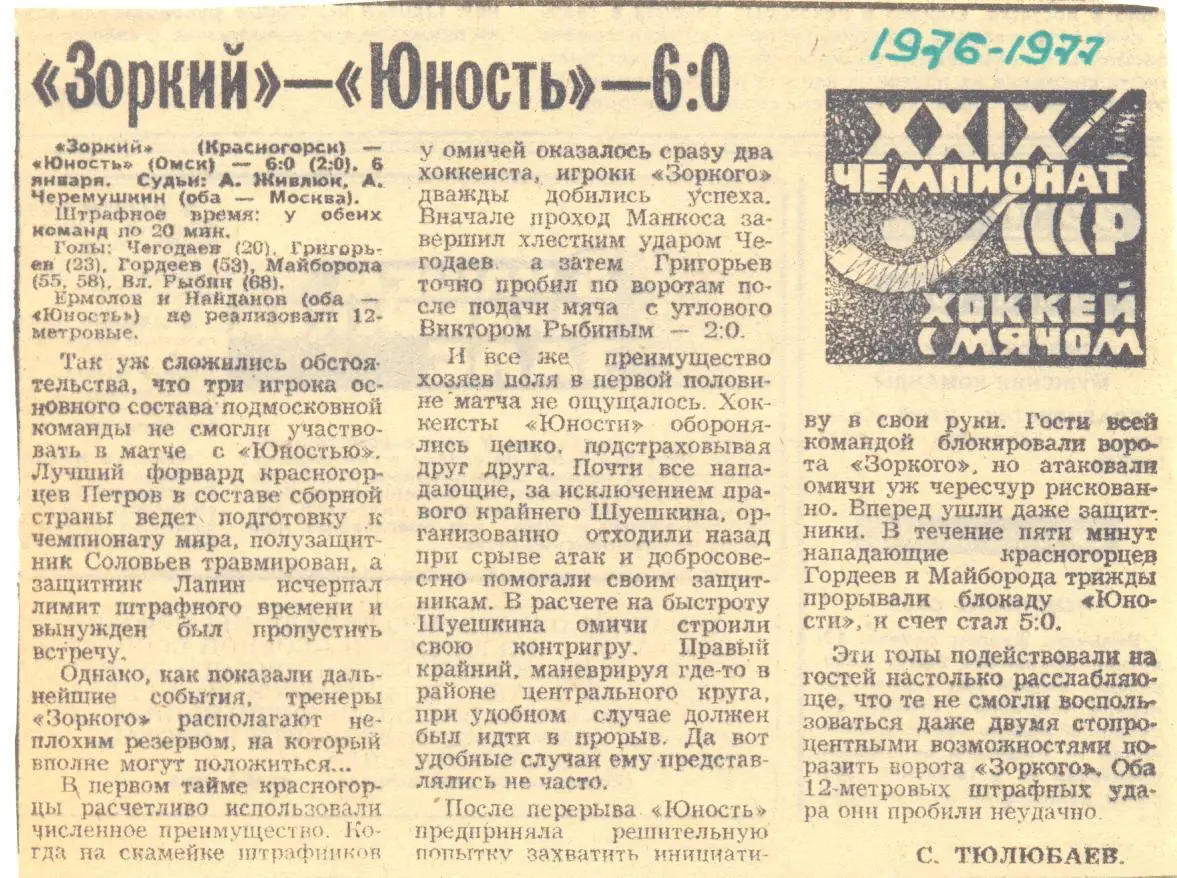 1976-1977
«Зоркий»—«Юность»—6:0
«Зоркий» (Красногорск) —
«Юность» (Омск) — 6:0 (2:0). 6
января. Судьи: А. Живлюк, А.
Черемушкин (оба — Москва).
Штрафное время: у обеих
команд по 20 мин.
Голы: Чегодаев (20), Григорь-
ев (23), Гордеев (53), Майборода
(55, 58), Вл. Рыбин (68).
Ермолов и Найданов (оба —
«Юность») не реализовали 12-
метровые.
Так уж сложились обстоя-
тельства, что три игрока ос-
новного состава подмосковной
команды не смогли участво-
вать в матче с «Юностью».
Лучший форвард красногор-
цев Петров в составе сборной
страны ведет подготовку к
чемпионату мира, полузащит-
ник Соловьев травмирован, а
защитник Лапин исчерпал
лимит штрафного времени и
вынужден был пропустить
встречу.
Однако, как показали даль-
нейшие события, тренеры
«Зоркого» располагают не-
плохим резервом, на который
вполне могут положиться...
В первом тайме красногор-
цы расчетливо использовали
численное преимущество. Ко-
гда на скамейке штрафников
у омичей оказалось сразу два
хоккеиста, игроки «Зоркого»
дважды добились успеха.
Вначале проход Манкоса за-
вершил хлестким ударом Че-
годаев, а затем Григорьев
точно пробил по воротам по-
сле подачи мяча с углового
Виктором Рыбиным — 2:0.
И все же преимущество
хозяев поля в первой полови-
не матча не ощущалось. Хок-
кеисты «Юности» обороня-
лись цепко, подстраховывая
друг друга. Почти все напа-
дающие, за исключением пра-
вого крайнего Шуешкина, ор-
ганизованно отходили назад
при срыве атак и добросове-
стно помогали своим защит-
никам. В расчете на быстроту
Шуешкина омичи строили
свою контригру. Правый
крайний, маневрируя где-то в
районе центрального круга,
при удобном случае должен
был идти в прорыв. Да вот
удобные случаи ему представ-
лялись не часто.
После перерыва «Юность»
предприняла решительную
попытку захватить инициати-
XXIX
ЧЕМПИОНАТ
СССР
ХОККЕЙ
С МЯЧОМ
ву в свои руки. Гости всей
командой блокировали воро-
та «Зоркого», но атаковали
омичи уж чересчур рискован-
но. Вперед ушли даже защит-
ники. В течение пяти минут
нападающие красногорцев
Гордеев и Майборода трижды
прорывали блокаду «Юно-
сти», и счет стал 5:0.
Эти голы подействовали на
гостей настолько расслабляю-
ще, что те не смогли восполь-
зоваться даже двумя стопро-
центными возможностями по-
разить ворота «Зоркого». Оба
12-метровых штрафных уда-
ра они пробили неудачно.
С. ТЮЛЮБАЕВ.